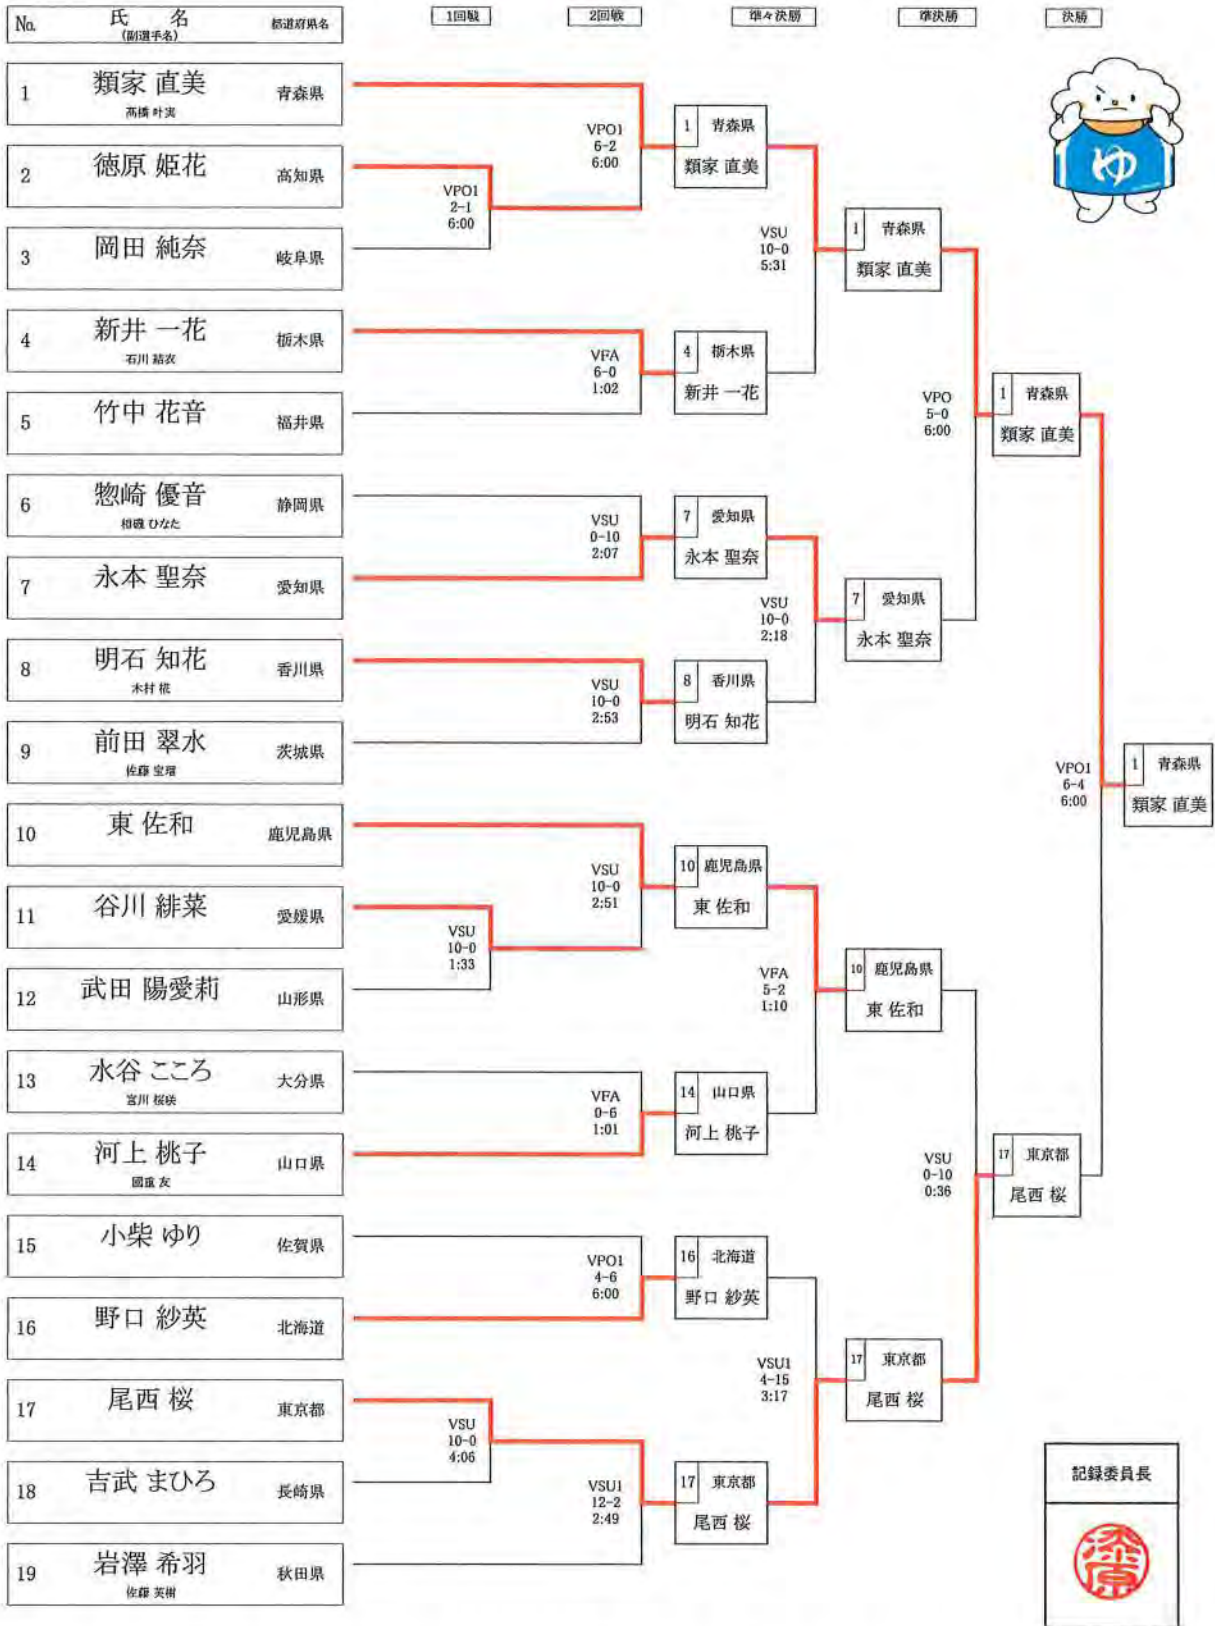 No. 氏 名 都道府県名 1回戦 2回戦 準々決勝 準決勝 決勝
(副選手名)
1 類家 直美 青森県
髙橋 叶実
2 徳原 姫花 高知県
3 岡田 純奈 岐阜県
4 新井 一花 栃木県
石川 結衣
5 竹中 花音 福井県
6 惣崎 優音 静岡県
相磯 ひなた
7 永本 聖奈 愛知県
8 明石 知花 香川県
木村 椛
9 前田 翠水 茨城県
佐藤 宝瑠
10 東 佐和 鹿児島県
11 谷川 緋菜 愛媛県
12 武田 陽愛莉 山形県
13 水谷 こころ 大分県
宮川 桜咲
14 河上 桃子 山口県
國重 友
15 小柴 ゆり 佐賀県
16 野口 紗英 北海道
17 尾西 桜 東京都
18 吉武 まひろ 長崎県
19 岩澤 希羽 秋田県
佐藤 英樹
VPO1
2-1
6:00
VSU
10-0
1:33
VSU
10-0
4:06
VPO1
6-2
6:00
VFA
6-0
1:02
VSU
0-10
2:07
VSU
10-0
2:53
VSU
10-0
2:51
VFA
0-6
1:01
VPO1
4-6
6:00
VSU1
12-2
2:49
1 青森県
類家 直美
4 栃木県
新井 一花
7 愛知県
永本 聖奈
8 香川県
明石 知花
10 鹿児島県
東 佐和
14 山口県
河上 桃子
16 北海道
野口 紗英
17 東京都
尾西 桜
VSU
10-0
5:31
VSU
10-0
2:18
VFA
5-2
1:10
VSU1
4-15
3:17
1 青森県
類家 直美
7 愛知県
永本 聖奈
10 鹿児島県
東 佐和
17 東京都
尾西 桜
VPO
5-0
6:00
VSU
0-10
0:36
1 青森県
類家 直美
17 東京都
尾西 桜
VPO1
6-4
6:00
1 青森県
類家 直美
ゆ
記録委員長
漆原